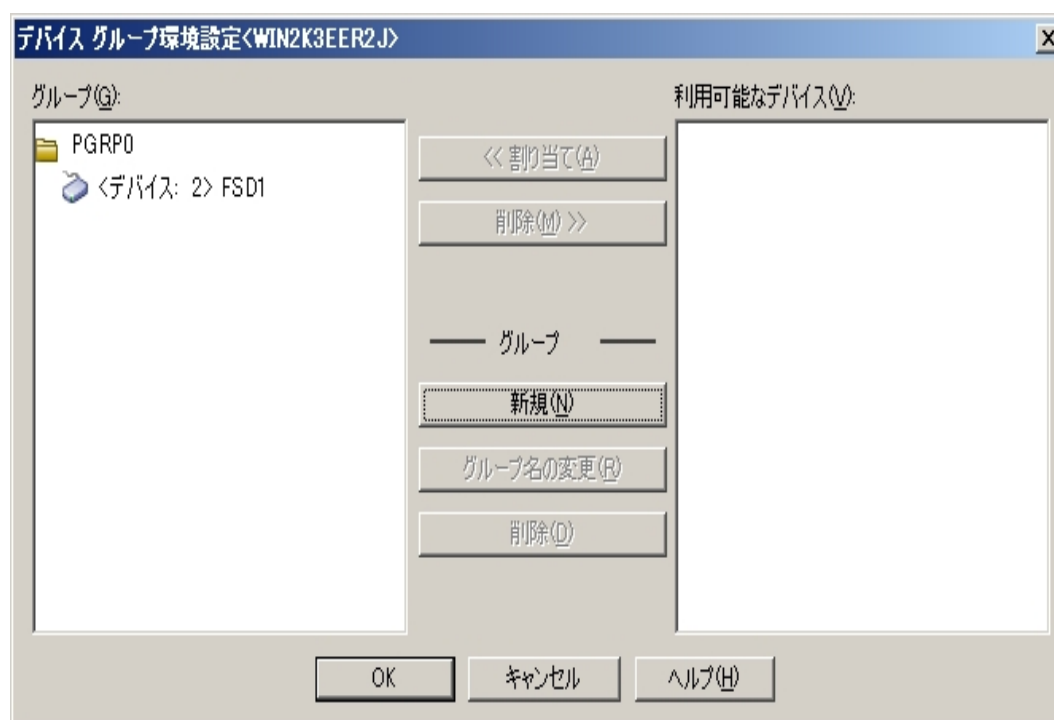 デバイス グループ環境設定<WIN2K3EER2J>
グループ(G):
利用可能なデバイス(V):
PGRP0
<デバイス: 2> FSD1
<< 割り当て(A)
削除(M) >>
グループ
新規(N)
グループ名の変更(R)
削除(D)
OK
キャンセル
ヘルプ(H)